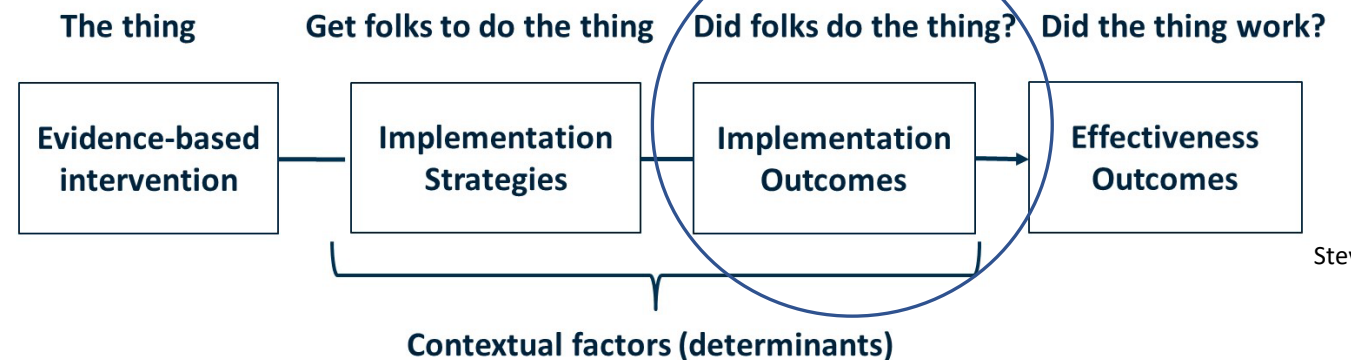 The thing
Get folks to do the thing
Did folks do the thing?
Did the thing work?
Evidence-based
intervention
Implementation
Strategies
Implementation
Outcomes
Effectiveness
Outcomes
Contextual factors (determinants)